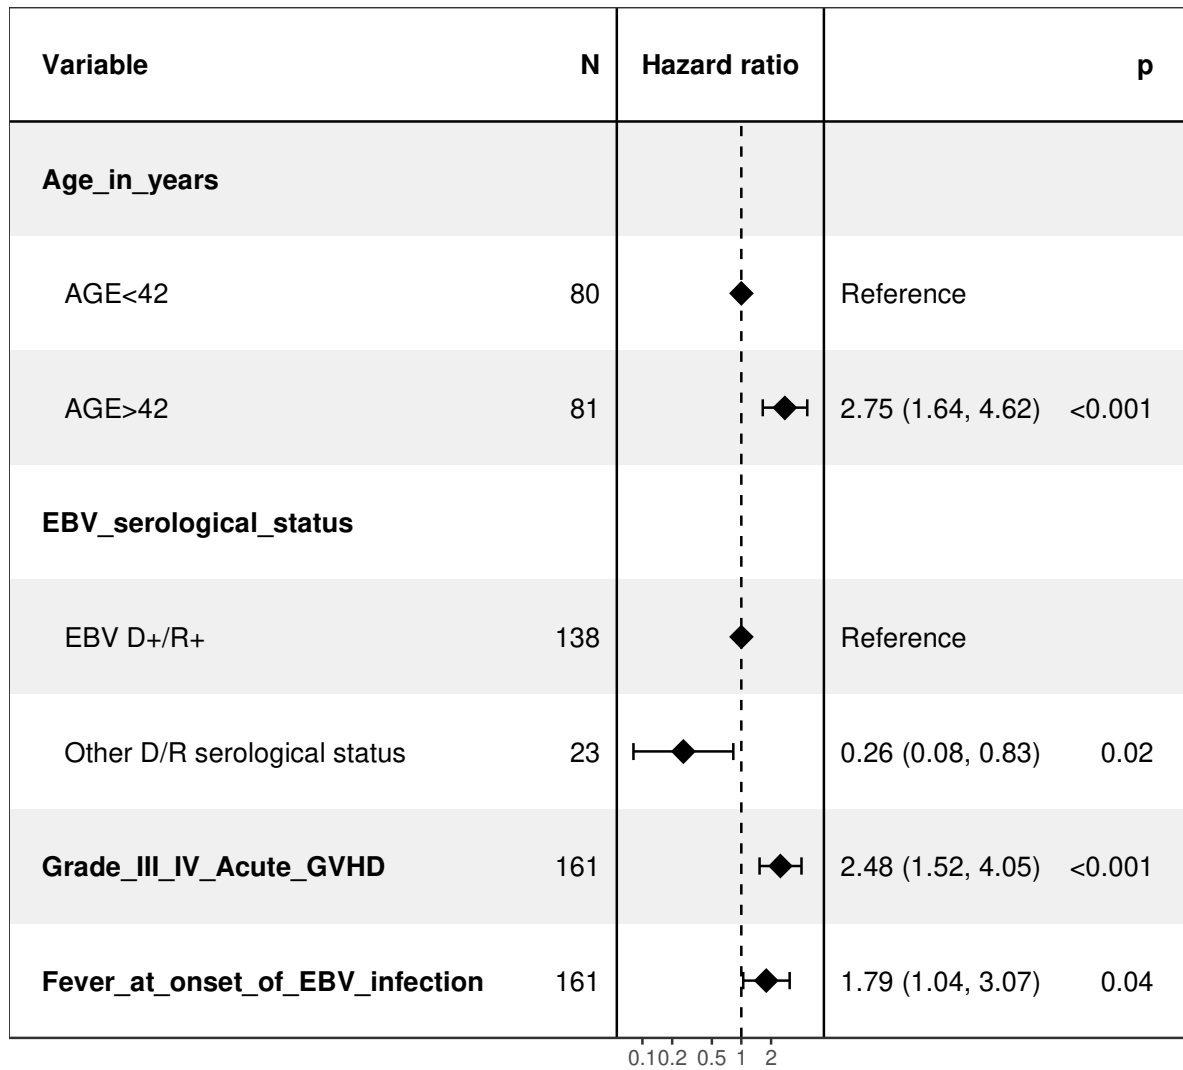 Variable N Hazard ratio p
Age_in_years
AGE<42 80 Reference
AGE>42 81 2.75 (1.64, 4.62) <0.001
EBV_serological_status
EBV D+/R+ 138 Reference
Other D/R serological status 23 0.26 (0.08, 0.83) 0.02
Grade_III_IV_Acute_GVHD 161 2.48 (1.52, 4.05) <0.001
Fever_at_onset_of_EBV_infection 161 1.79 (1.04, 3.07) 0.04
0.1 0.2 0.5 1 2